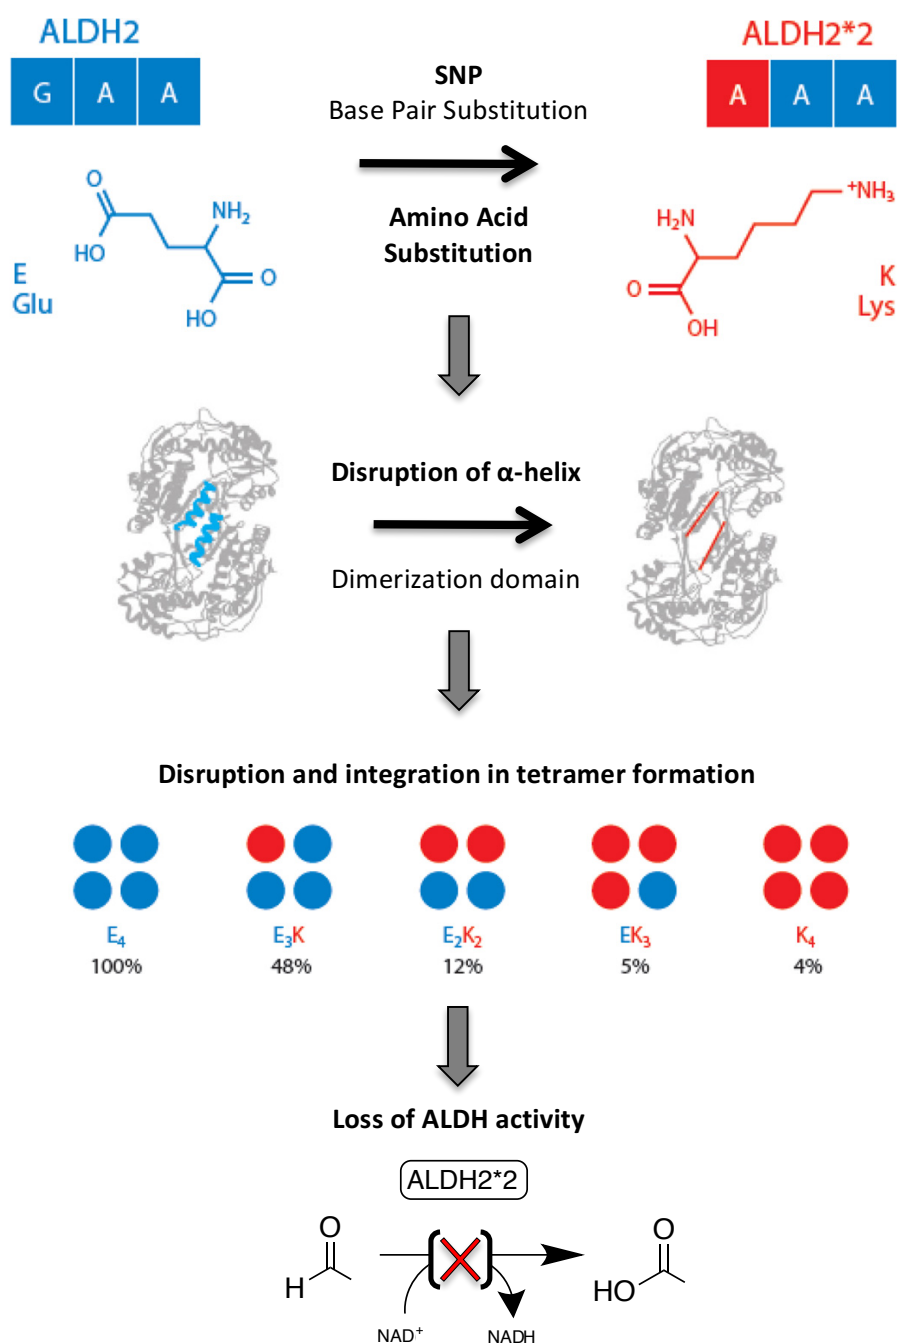 ALDH2
G A A
SNP
Base Pair Substitution
ALDH2*2
A A A
Amino Acid
Substitution
O
NH₂
HO
O
HO
E
Glu
⁺NH₃
H₂N
O
OH
K
Lys
Disruption of α-helix
Dimerization domain
Disruption and integration in tetramer formation
E₄ E₃K E₂K₂ EK₃ K₄
100% 48% 12% 5% 4%
Loss of ALDH activity
ALDH2*2
O
H
O
HO
NAD⁺ NADH